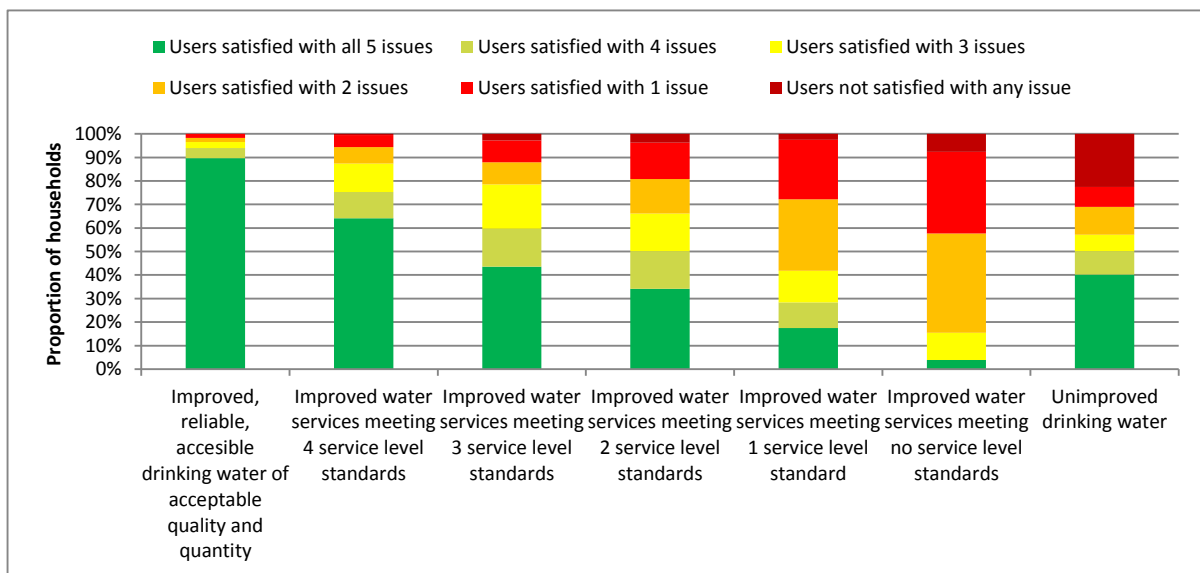 Users satisfied with all 5 issues
Users satisfied with 4 issues
Users satisfied with 3 issues
Users satisfied with 2 issues
Users satisfied with 1 issue
Users not satisfied with any issue
Proportion of households
100%
90%
80%
70%
60%
50%
40%
30%
20%
10%
0%
Improved,
reliable,
accesible
drinking water of
acceptable
quality and
quantity
Improved water
services meeting
4 service level
standards
Improved water
services meeting
3 service level
standards
Improved water
services meeting
2 service level
standards
Improved water
services meeting
1 service level
standard
Improved water
services meeting
no service level
standards
Unimproved
drinking water